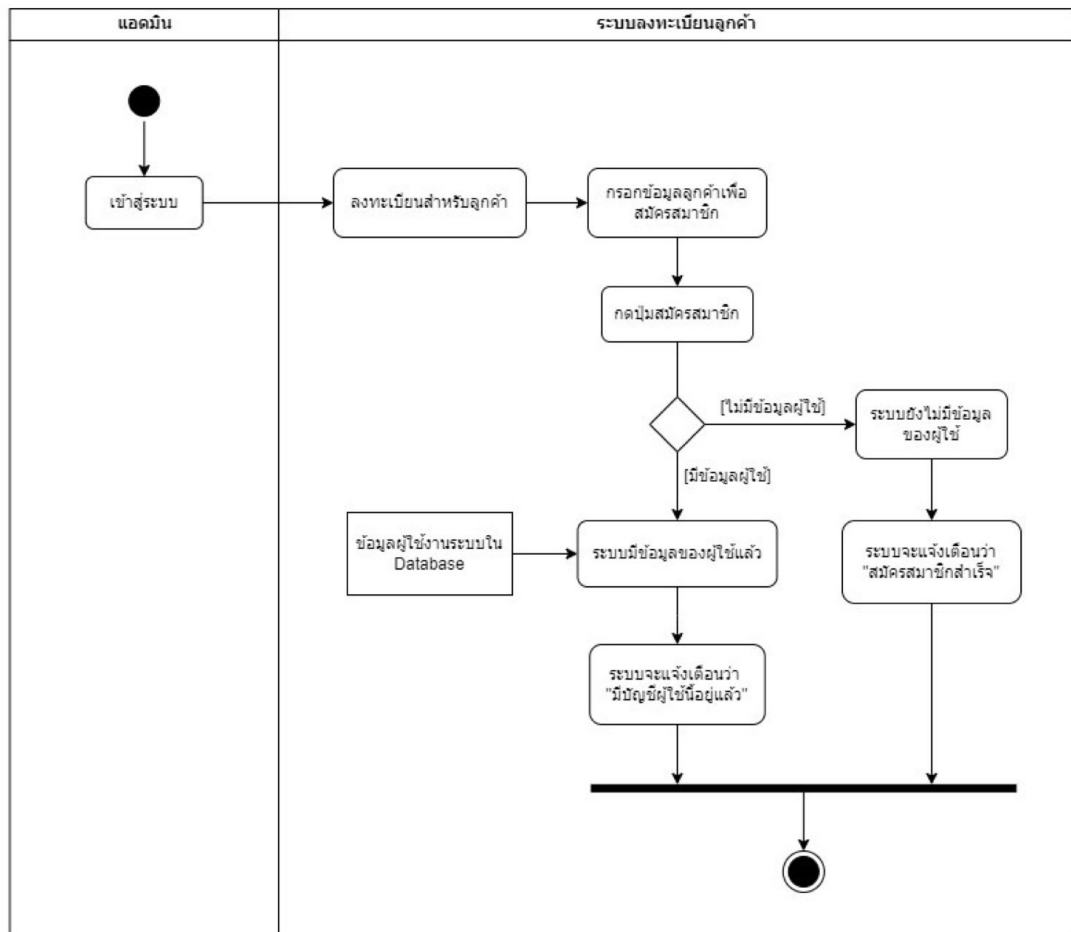 แอดมิน
ระบบลงทะเบียนลูกค้า
เข้าสู่ระบบ
ลงทะเบียนสำหรับลูกค้า
กรอกข้อมูลลูกค้าเพื่อ
สมัครสมาชิก
กดปุ่มสมัครสมาชิก
[ไม่มีข้อมูลผู้ใช้]
ระบบยังไม่มีข้อมูล
ของผู้ใช้
[มีข้อมูลผู้ใช้]
ข้อมูลผู้ใช้งานระบบใน
Database
ระบบมีข้อมูลของผู้ใช้แล้ว
ระบบจะแจ้งเตือนว่า
"สมัครสมาชิกสำเร็จ"
ระบบจะแจ้งเตือนว่า
"มีบัญชีผู้ใช้นี้อยู่แล้ว"